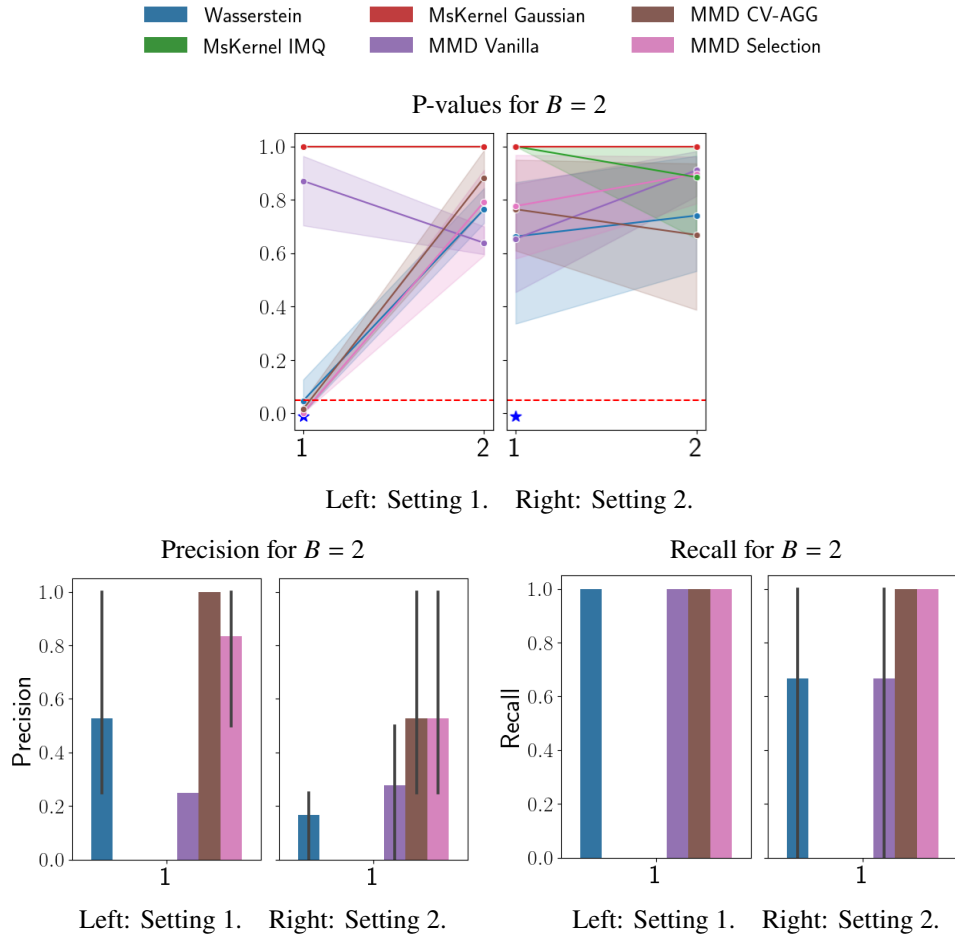 Wasserstein MsKernel Gaussian MMD CV-AGG
MsKernel IMQ MMD Vanilla MMD Selection
P-values for B = 2
1.0
0.8
0.6
0.4
0.2
0.0
1 2 1 2
Left: Setting 1. Right: Setting 2.
Precision for B = 2
Precision
1.0
0.8
0.6
0.4
0.2
0.0
1 1
Left: Setting 1. Right: Setting 2.
Recall for B = 2
Recall
1.0
0.8
0.6
0.4
0.2
0.0
1 1
Left: Setting 1. Right: Setting 2.